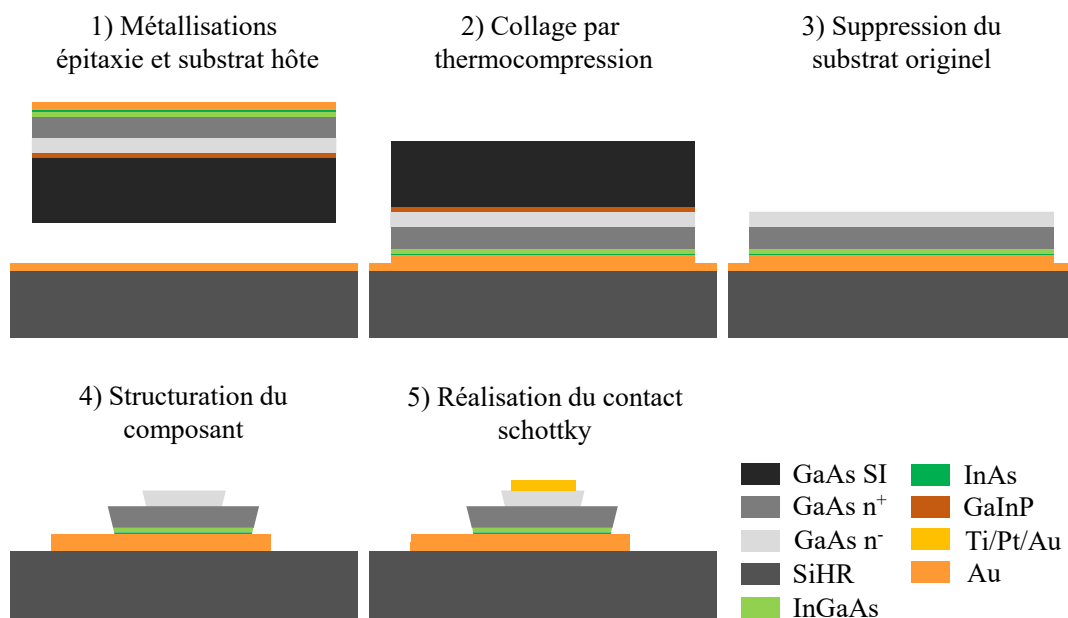 1) Métallisations
épitaxie et substrat hôte
2) Collage par
thermocompression
3) Suppression du
substrat originel
4) Structuration du
composant
5) Réalisation du contact
schottky
GaAs SI
GaAs n⁺
GaAs n⁻
SiHR
InGaAs
InAs
GaInP
Ti/Pt/Au
Au